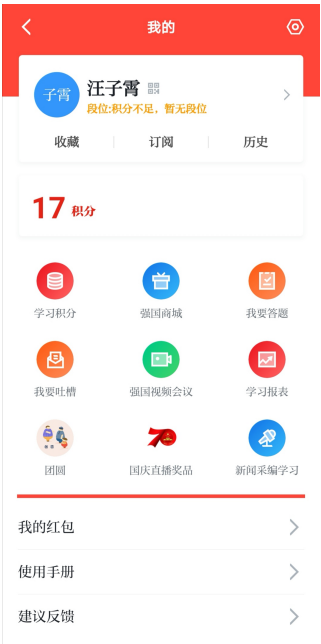 我的
子霄
汪子霄
段位:积分不足，暂无段位
收藏 订阅 历史
17 积分
学习积分 强国商城 我要答题
我要吐槽 强国视频会议 学习报表
团圆 国庆直播奖品 新闻采编学习
我的红包
使用手册
建议反馈